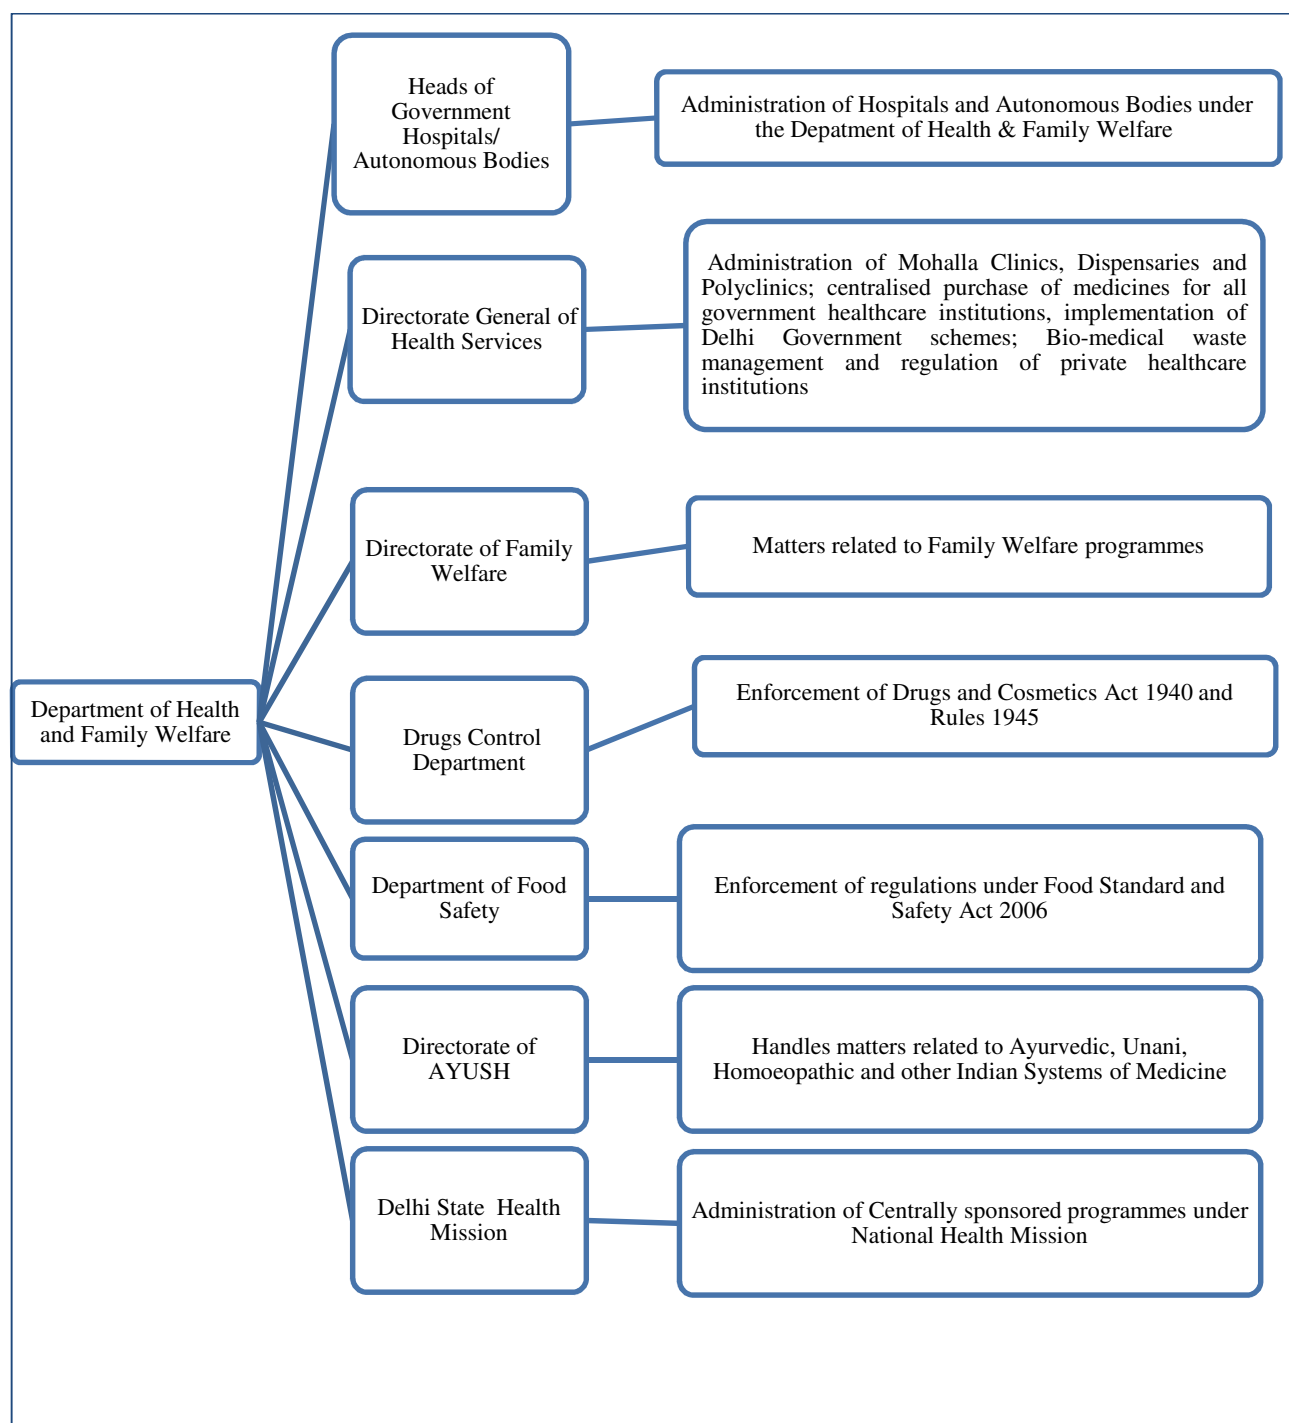 Heads of
Government
Hospitals/
Autonomous Bodies
Administration of Hospitals and Autonomous Bodies under
the Depatment of Health & Family Welfare
Directorate General of
Health Services
Administration of Mohalla Clinics, Dispensaries and
Polyclinics; centralised purchase of medicines for all
government healthcare institutions, implementation of
Delhi Government schemes; Bio-medical waste
management and regulation of private healthcare
institutions
Directorate of Family
Welfare
Matters related to Family Welfare programmes
Department of Health
and Family Welfare
Drugs Control
Department
Enforcement of Drugs and Cosmetics Act 1940 and
Rules 1945
Department of Food
Safety
Enforcement of regulations under Food Standard and
Safety Act 2006
Directorate of
AYUSH
Handles matters related to Ayurvedic, Unani,
Homoeopathic and other Indian Systems of Medicine
Delhi State Health
Mission
Administration of Centrally sponsored programmes under
National Health Mission